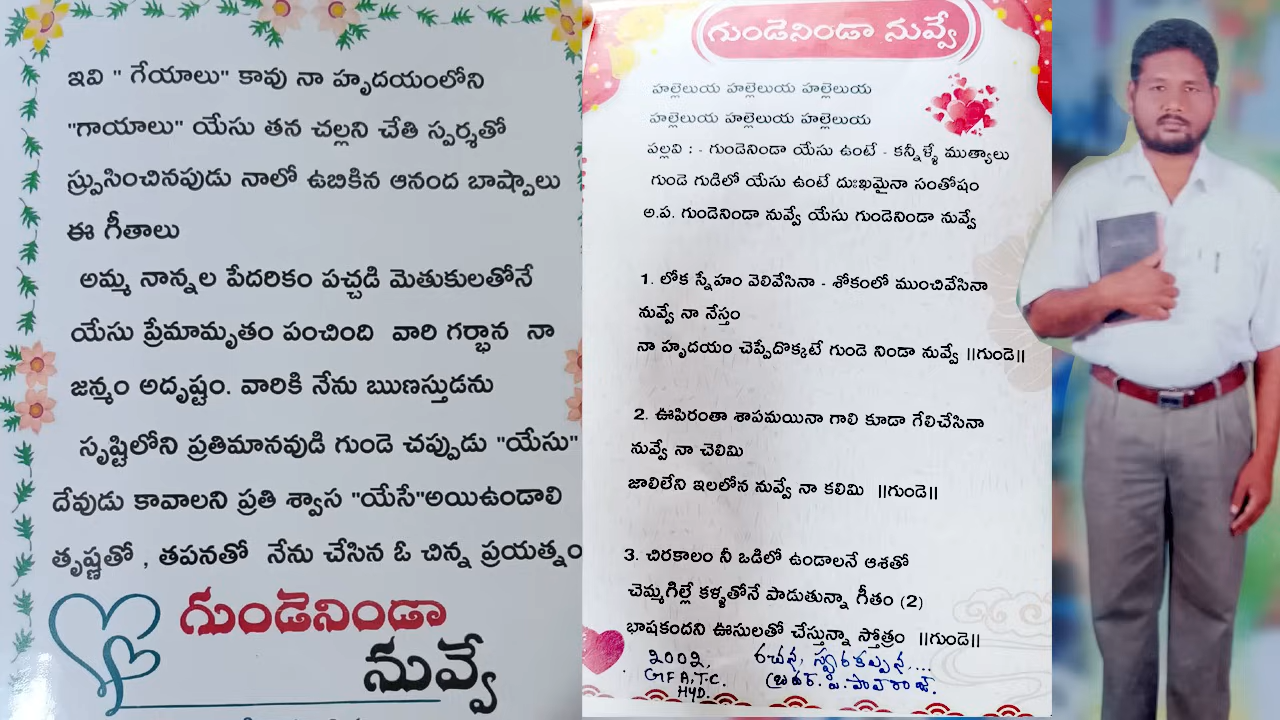 ఇవి " గేయాలు" కావు నా హృదయంలోని
"గాయాలు" యేసు తన చల్లని చేతి స్పర్శతో
స్ప్రుసించినపుడు నాలో ఉబికిన ఆనంద బాష్పాలు
ఈ గీతాలు
అమ్మ నాన్నల పేదరికం పచ్చడి మెతుకులతోనే
యేసు ప్రేమామృతం పంచింది వారి గర్భాన నా
జన్మం అదృష్టం. వారికి నేను ఋణస్తుడను
సృష్టిలోని ప్రతిమానవుడి గుండె చప్పుడు "యేసు"
దేవుడు కావాలని ప్రతి శ్వాస "యేసే"అయిఉండాలి
తృష్ణతో , తపనతో నేను చేసిన ఓ చిన్న ప్రయత్నం
గుండెనిండా
నువ్వే
గుండెనిండా నువ్వే
హల్లెలుయ హల్లెలుయ హల్లెలుయ
హల్లెలుయ హల్లెలుయ హల్లెలుయ
పల్లవి : - గుండెనిండా యేసు ఉంటే - కన్నీళ్ళే ముత్యాలు
గుండె గుడిలో యేసు ఉంటే దుఃఖమైనా సంతోషం
అ.ప. గుండెనిండా నువ్వే యేసు గుండెనిండా నువ్వే
1. లోక స్నేహం వెలివేసినా - శోకంలో ముంచివేసినా
నువ్వే నా నేస్తం
నా హృదయం చెప్పేదొక్కటే గుండె నిండా నువ్వే ||గుండె||
2. ఊపిరంతా శాపమయినా గాలి కూడా గేలిచేసినా
నువ్వే నా చెలిమి
జాలిలేని ఇలలోన నువ్వే నా కలిమి ||గుండె||
3. చిరకాలం నీ ఒడిలో ఉండాలనే ఆశతో
చెమ్మగిల్లే కళ్ళతోనే పాడుతున్నా గీతం (2)
భాషకందని ఊసులతో చేస్తున్నా స్తోత్రం ||గుండె||
2002. రచన, స్వరకల్పన....
GFA.T.C. బ్రదర్. పి.పావరాజ్.
HYD.